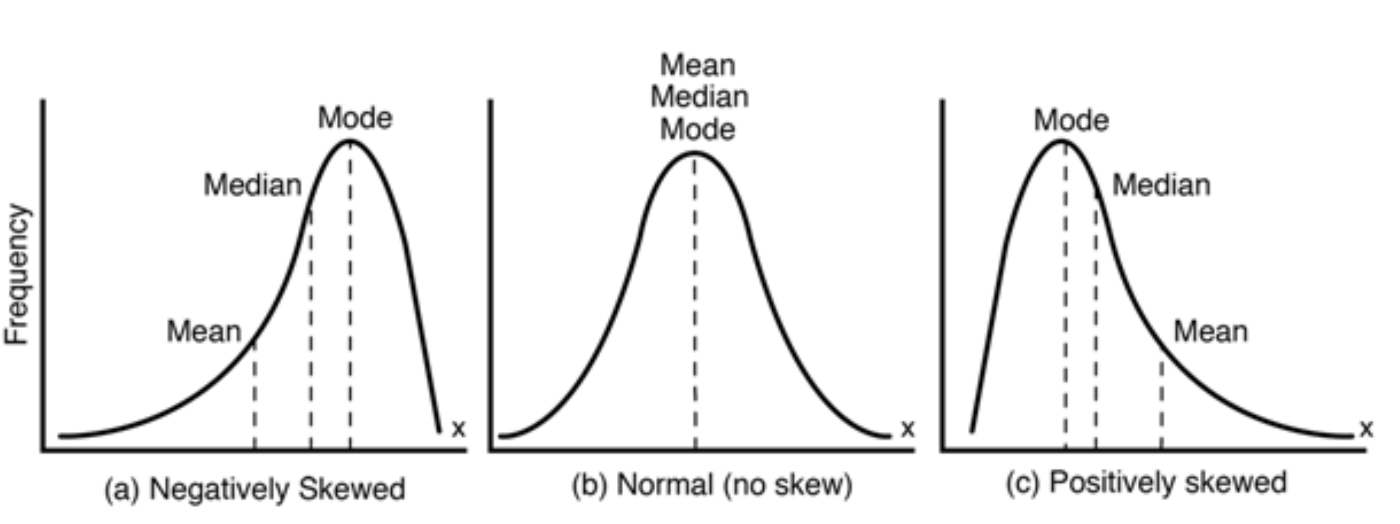 Frequency
Mode
Median
Mean
x
(a) Negatively Skewed
Mean
Median
Mode
x
(b) Normal (no skew)
Mode
Median
Mean
x
(c) Positively skewed